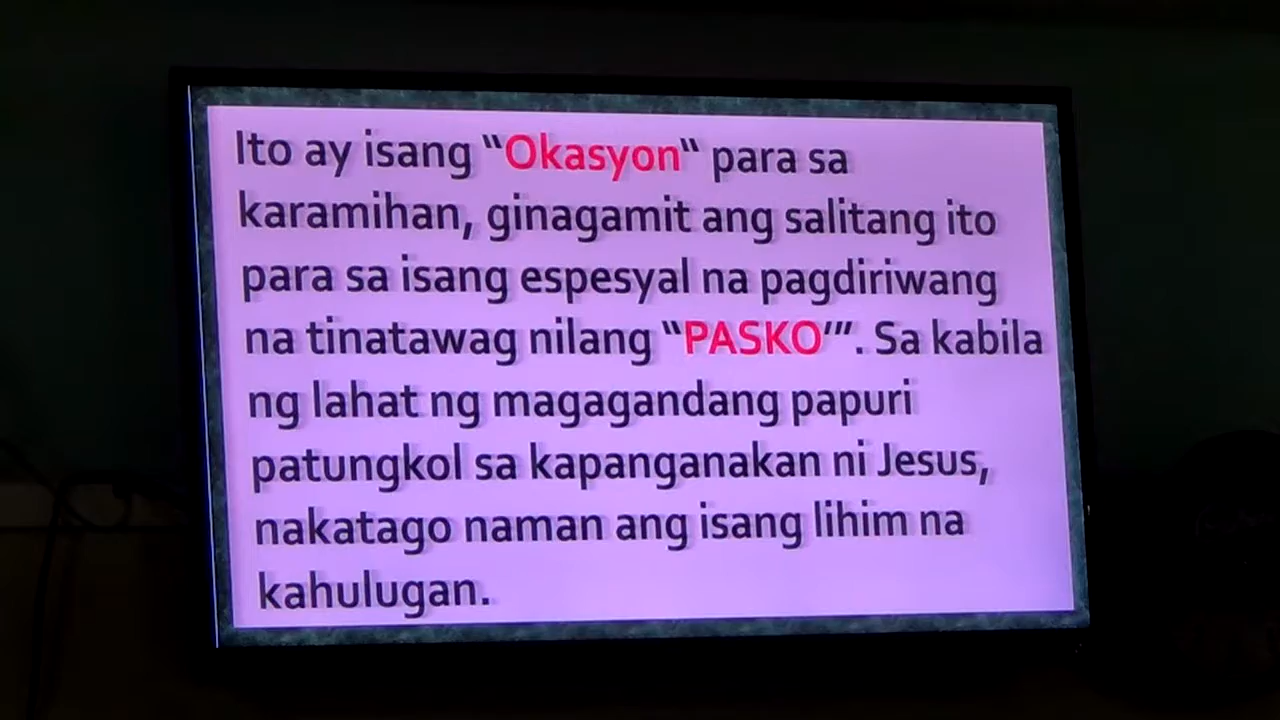 Ito ay isang “Okasyon“ para sa
karamihan, ginagamit ang salitang ito
para sa isang espesyal na pagdiriwang
na tinatawag nilang “PASKO’”. Sa kabila
ng lahat ng magagandang papuri
patungkol sa kapanganakan ni Jesus,
nakatago naman ang isang lihim na
kahulugan.